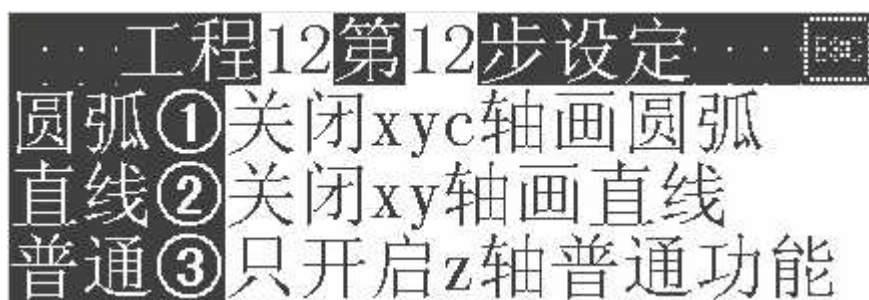 工程12第12步设定 ESC
圆弧①关闭xyc轴画圆弧
直线②关闭xy轴画直线
普通③只开启z轴普通功能